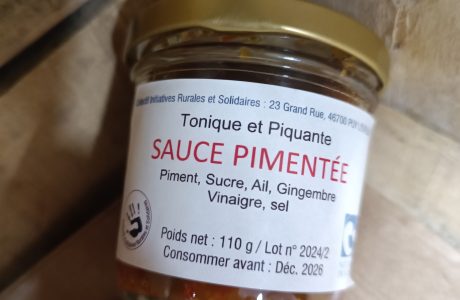 Initiatives Rurales et Solidaires : 23 Grand Rue, 46700
Tonique et Piquante
SAUCE PIMENTÉE
Piment, Sucre, Ail, Gingembre
Vinaigre, sel
Poids net : 110 g / Lot n° 2024/2
Consommer avant : Déc. 2026